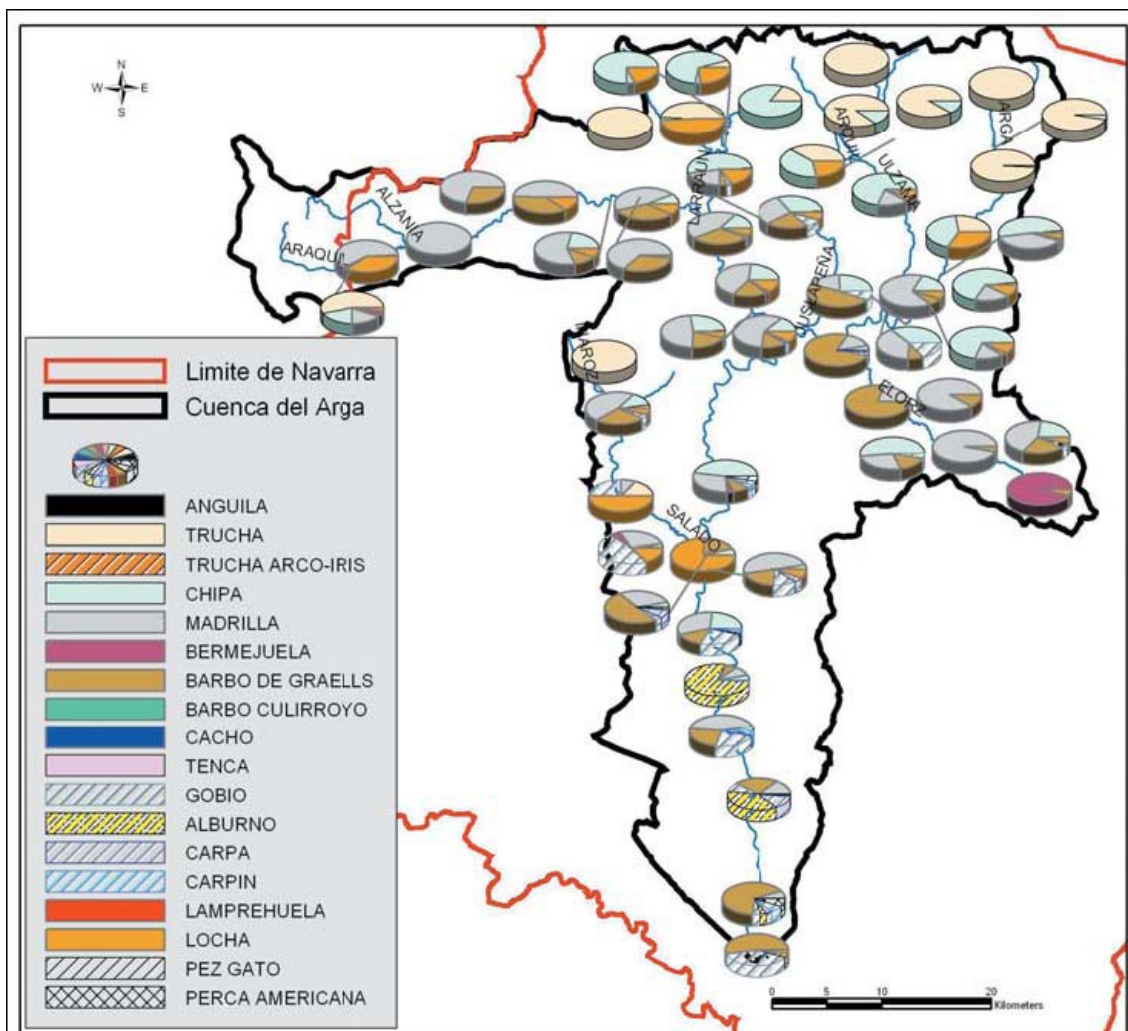 N
W E
S
ARQUIL
ARGA
ULZAMA
LARRAUN
ALZANIA
ARAQUIL
JUSLAPEÑA
ELORZ
SALADO
Limite de Navarra
Cuenca del Arga
ANGUILA
TRUCHA
TRUCHA ARCO-IRIS
CHIPA
MADRILLA
BERMEJUELA
BARBO DE GRAELLS
BARBO CULIRROYO
CACHO
TENCA
GOBIO
ALBURNO
CARPA
CARPIN
LAMPREHUELA
LOCHA
PEZ GATO
PERCA AMERICANA
0 5 10 20
Kilometers